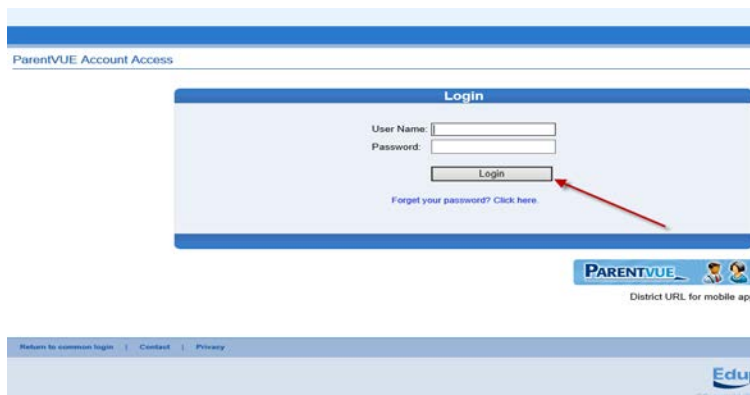 ParentVUE Account Access
Login
User Name:
Password:
Login
Forget your password? Click here.
PARENTVUE
District URL for mobile ap
Return to common login | Contact | Privacy
Edu